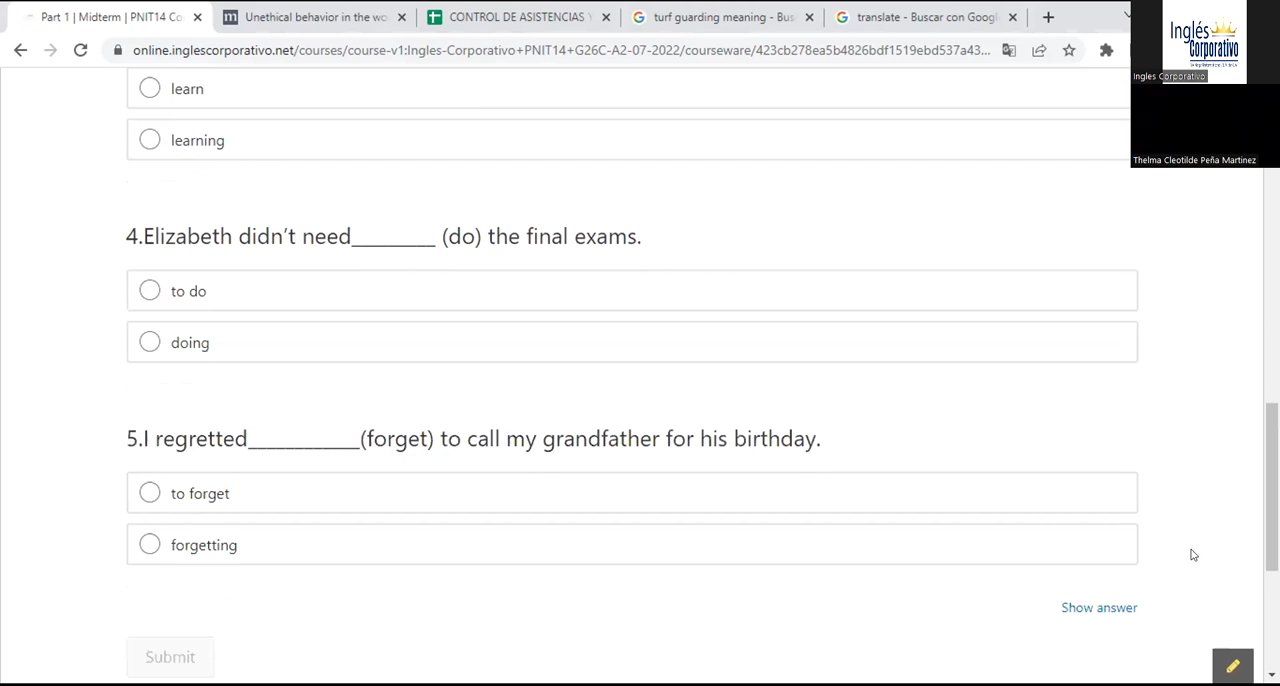 Part 1 | Midterm | PNIT14 Co
Unethical behavior in the wo
CONTROL DE ASISTENCIAS Y
turf guarding meaning - Bus
translate - Buscar con Googl
online.inglescorporativo.net/courses/course-v1:Ingles-Corporativo+PNIT14+G26C-A2-07-2022/courseware/423cb278ea5b4826bdf1519ebd537a43...
Inglés
Corporativo
Ingles Corporativo
Thelma Cleotilde Peña Martinez
learn
learning
4.Elizabeth didn’t need________ (do) the final exams.
to do
doing
5.I regretted___________(forget) to call my grandfather for his birthday.
to forget
forgetting
Show answer
Submit